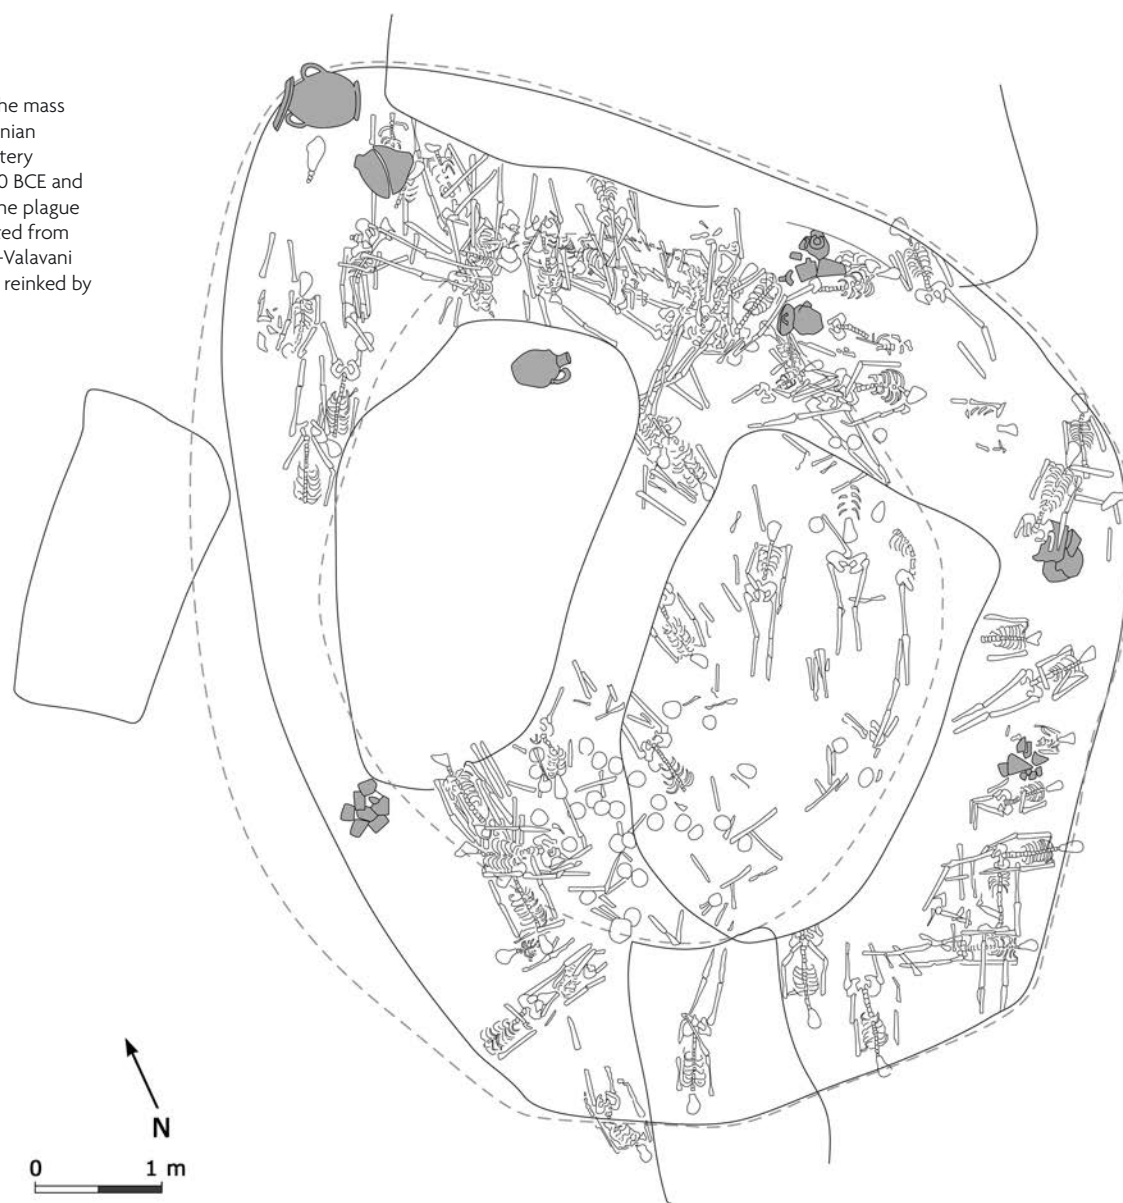 he mass
nian
tery
0 BCE and
he plague
ed from
-Valavani
reinked by
N
0 1 m